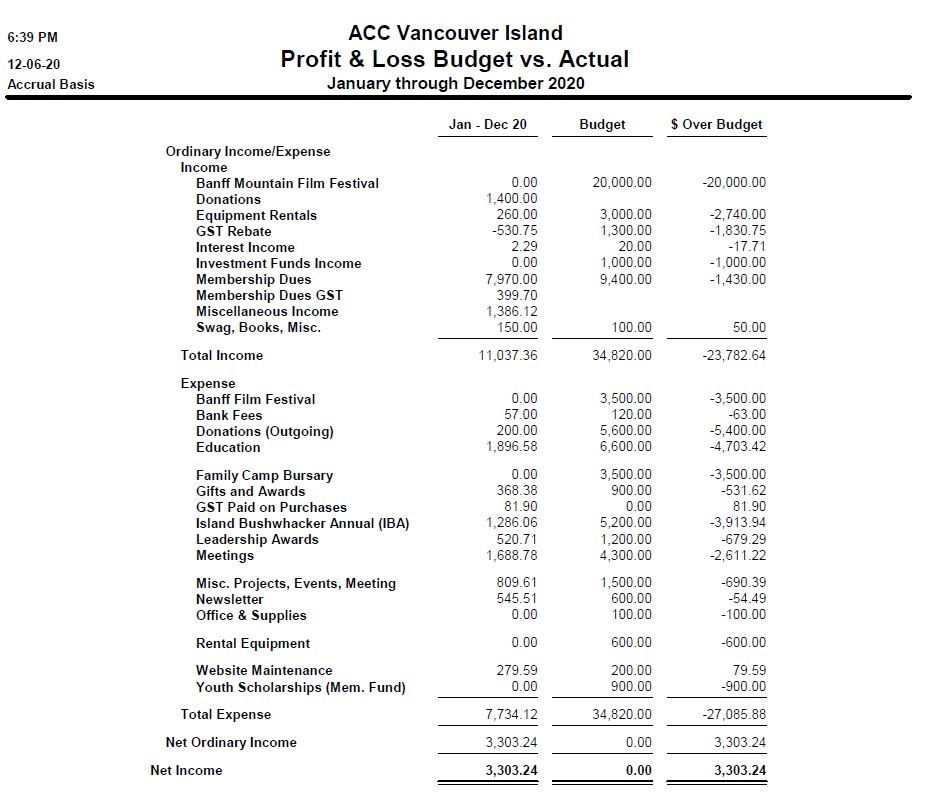 6:39 PM
ACC Vancouver Island
12-06-20
Profit & Loss Budget vs. Actual
Accrual Basis
January through December 2020
Jan - Dec 20 Budget $ Over Budget
Ordinary Income/Expense
Income
Banff Mountain Film Festival 0.00 20,000.00 -20,000.00
Donations 1,400.00
Equipment Rentals 260.00 3,000.00 -2,740.00
GST Rebate -530.75 1,300.00 -1,830.75
Interest Income 2.29 20.00 -17.71
Investment Funds Income 0.00 1,000.00 -1,000.00
Membership Dues 7,970.00 9,400.00 -1,430.00
Membership Dues GST 399.70
Miscellaneous Income 1,386.12
Swag, Books, Misc. 150.00 100.00 50.00
Total Income 11,037.36 34,820.00 -23,782.64
Expense
Banff Film Festival 0.00 3,500.00 -3,500.00
Bank Fees 57.00 120.00 -63.00
Donations (Outgoing) 200.00 5,600.00 -5,400.00
Education 1,896.58 6,600.00 -4,703.42
Family Camp Bursary 0.00 3,500.00 -3,500.00
Gifts and Awards 368.38 900.00 -531.62
GST Paid on Purchases 81.90 0.00 81.90
Island Bushwhacker Annual (IBA) 1,286.06 5,200.00 -3,913.94
Leadership Awards 520.71 1,200.00 -679.29
Meetings 1,688.78 4,300.00 -2,611.22
Misc. Projects, Events, Meeting 809.61 1,500.00 -690.39
Newsletter 545.51 600.00 -54.49
Office & Supplies 0.00 100.00 -100.00
Rental Equipment 0.00 600.00 -600.00
Website Maintenance 279.59 200.00 79.59
Youth Scholarships (Mem. Fund) 0.00 900.00 -900.00
Total Expense 7,734.12 34,820.00 -27,085.88
Net Ordinary Income 3,303.24 0.00 3,303.24
Net Income 3,303.24 0.00 3,303.24